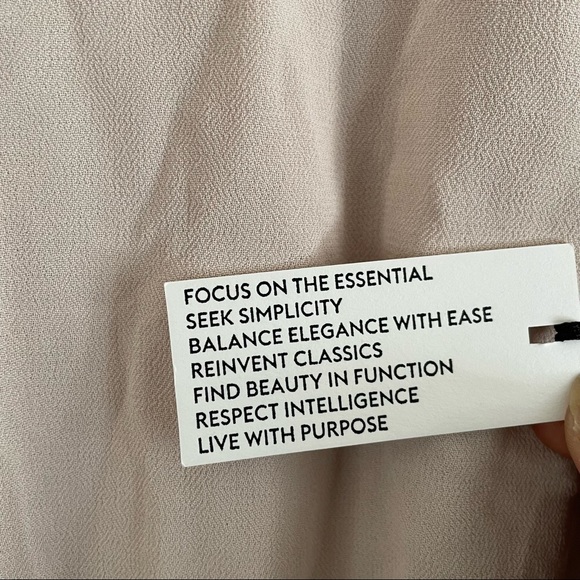 FOCUS ON THE ESSENTIAL
SEEK SIMPLICITY
BALANCE ELEGANCE WITH EASE
REINVENT CLASSICS
FIND BEAUTY IN FUNCTION
RESPECT INTELLIGENCE
LIVE WITH PURPOSE